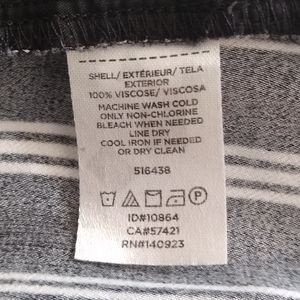 SHELL/ EXTÉRIEUR/ TELA
EXTERIOR
100% VISCOSE/ VISCOSA
MACHINE WASH COLD
ONLY NON-CHLORINE
BLEACH WHEN NEEDED
LINE DRY
COOL IRON IF NEEDED
OR DRY CLEAN
516438
P
ID#10864
CA#57421
RN#140923